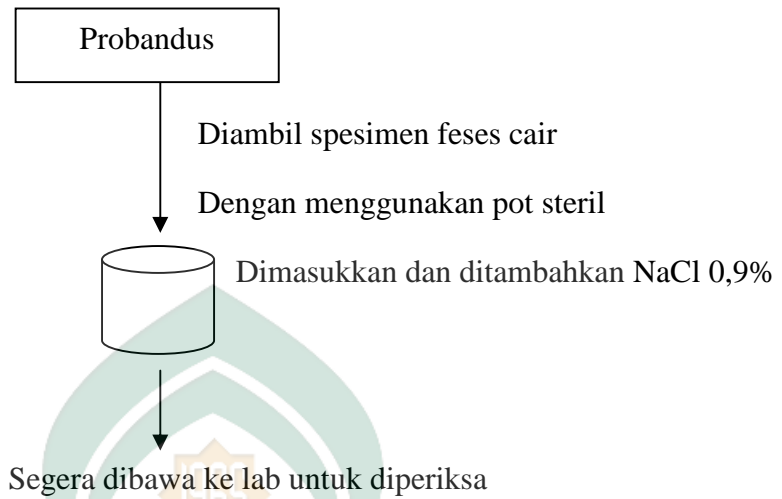 Probandus
Diambil spesimen feses cair
Dengan menggunakan pot steril
Dimasukkan dan ditambahkan NaCl 0,9%
Segera dibawa ke lab untuk diperiksa